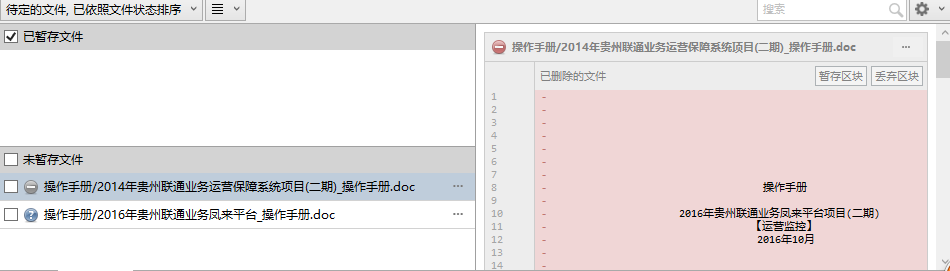 待定的文件, 已依照文件状态排序
搜索
已暂存文件
未暂存文件
操作手册/2014年贵州联通业务运营保障系统项目(二期)_操作手册.doc
操作手册/2016年贵州联通业务凤来平台_操作手册.doc
操作手册/2014年贵州联通业务运营保障系统项目(二期)_操作手册.doc
已删除的文件 暂存区块 丢弃区块
1 -
2 -
3 -
4 -
5 -
6 -
7 -
8 - 操作手册
9 -
10 - 2016年贵州联通业务凤来平台项目(二期)
11 - 【运营监控】
12 - 2016年10月
13 -
14 -